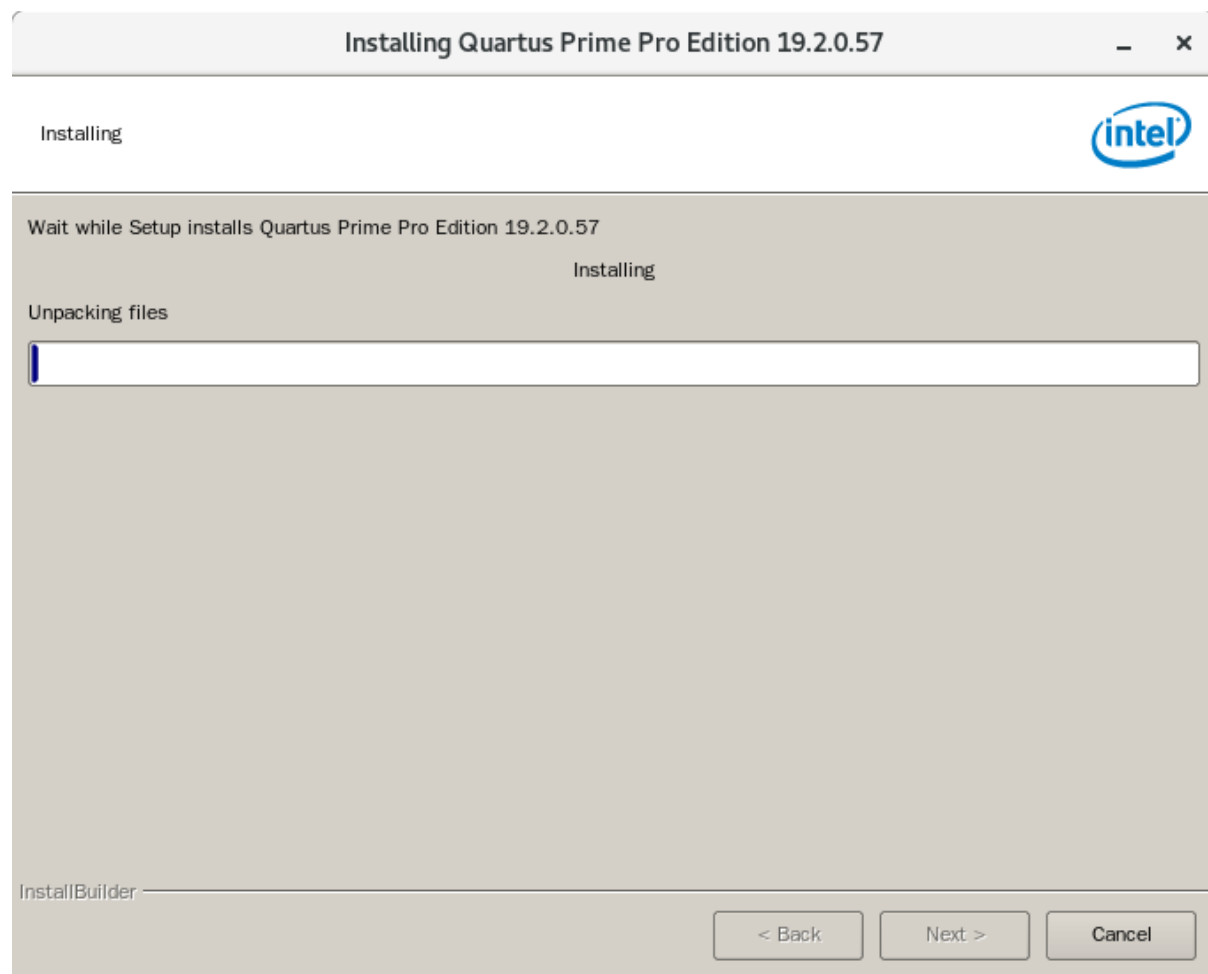 Installing Quartus Prime Pro Edition 19.2.0.57
Installing
intel
Wait while Setup installs Quartus Prime Pro Edition 19.2.0.57
Installing
Unpacking files
InstallBuilder
< Back Next > Cancel